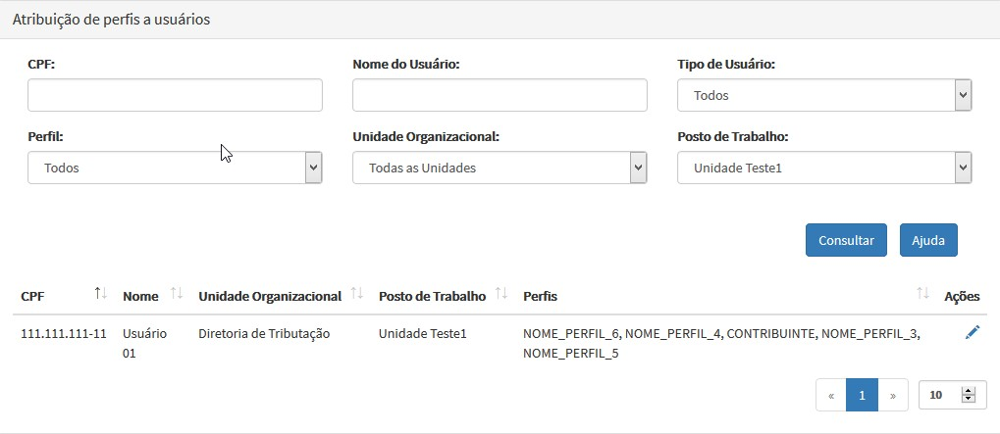 Atribuição de perfis a usuários
CPF: Nome do Usuário: Tipo de Usuário:
Todos
Perfil: Unidade Organizacional: Posto de Trabalho:
Todos Todas as Unidades Unidade Teste1
Consultar Ajuda
CPF Nome Unidade Organizacional Posto de Trabalho Perfis Ações
111.111.111-11 Usuário Diretoria de Tributação Unidade Teste1 NOME_PERFIL_6, NOME_PERFIL_4, CONTRIBUINTE, NOME_PERFIL_3,
01 NOME_PERFIL_5
« 1 » 10